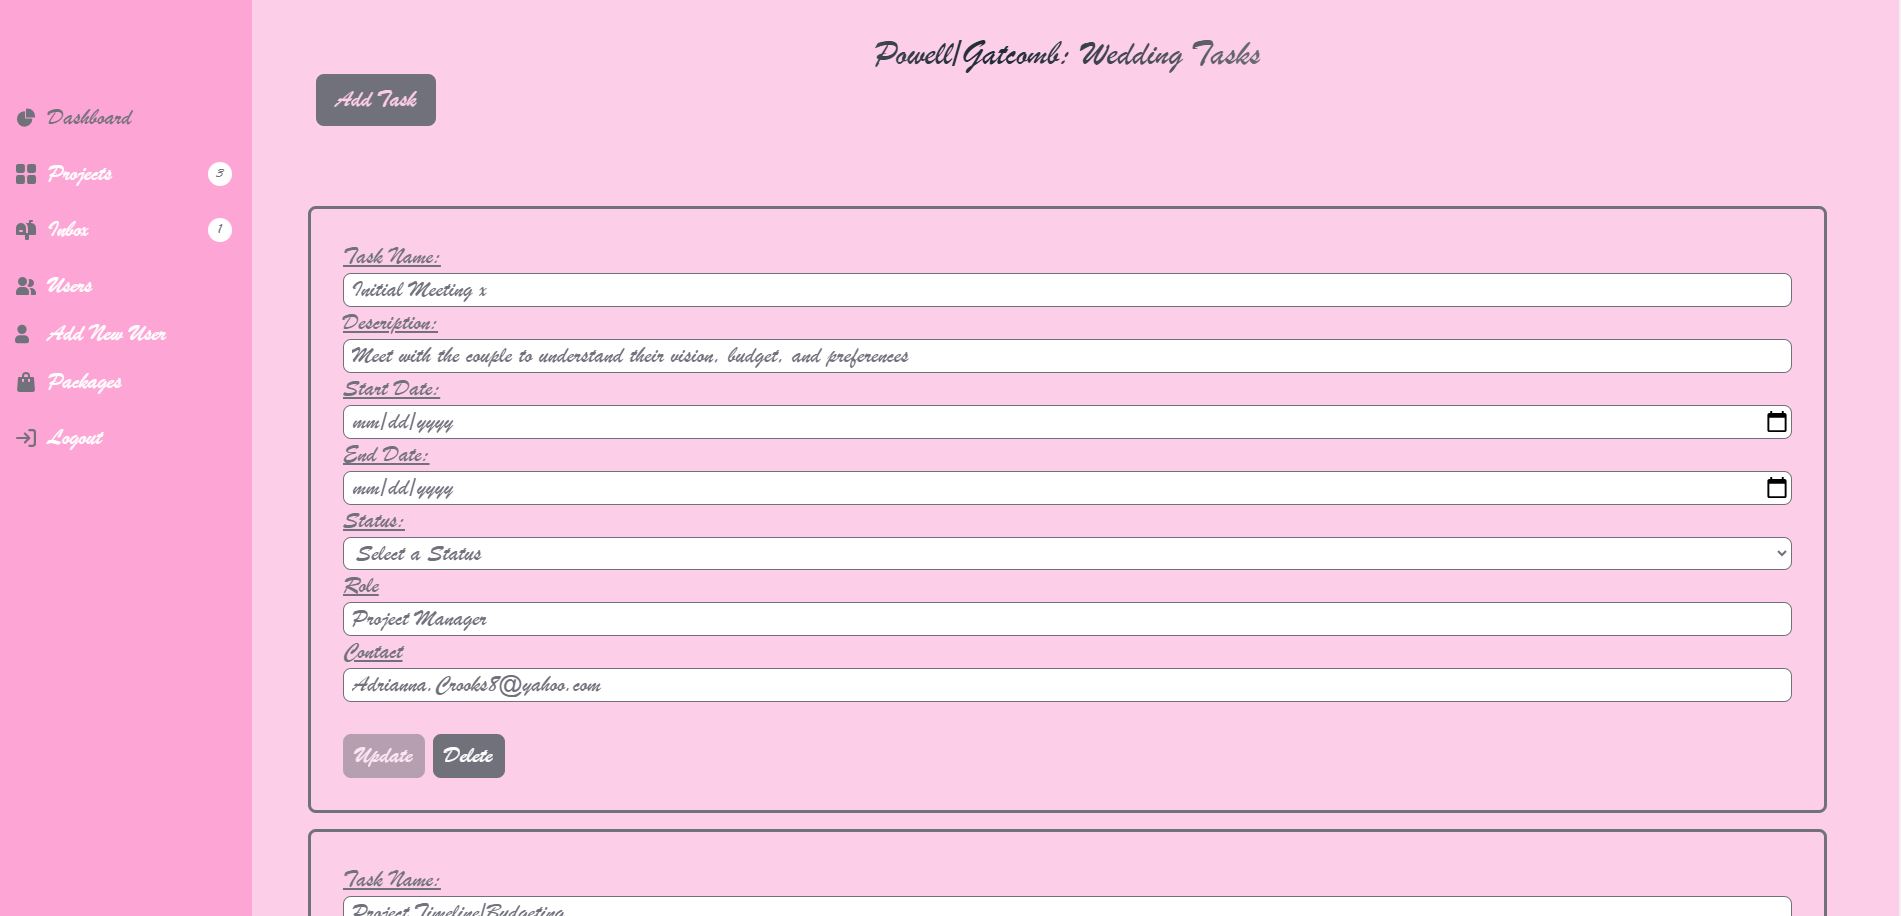 Powell/Gatcomb: Wedding Tasks
Add Task
Dashboard
Projects 3
Inbox 1
Users
Add New User
Packages
Logout
Task Name:
Initial Meeting x
Description:
Meet with the couple to understand their vision, budget, and preferences
Start Date:
mm/dd/yyyy
End Date:
mm/dd/yyyy
Status:
Select a Status
Role
Project Manager
Contact
Adrianna.Crooks8@yahoo.com
Update Delete
Task Name:
Project Timeline/Budgeting